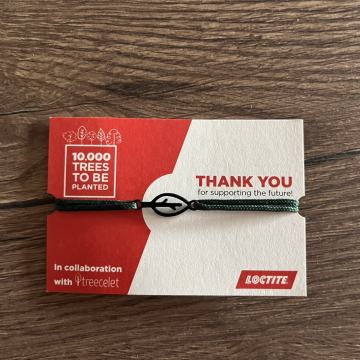 10.000
TREES
TO BE
PLANTED
THANK YOU
for supporting the future!
In collaboration
with treecelet
LOCTITE